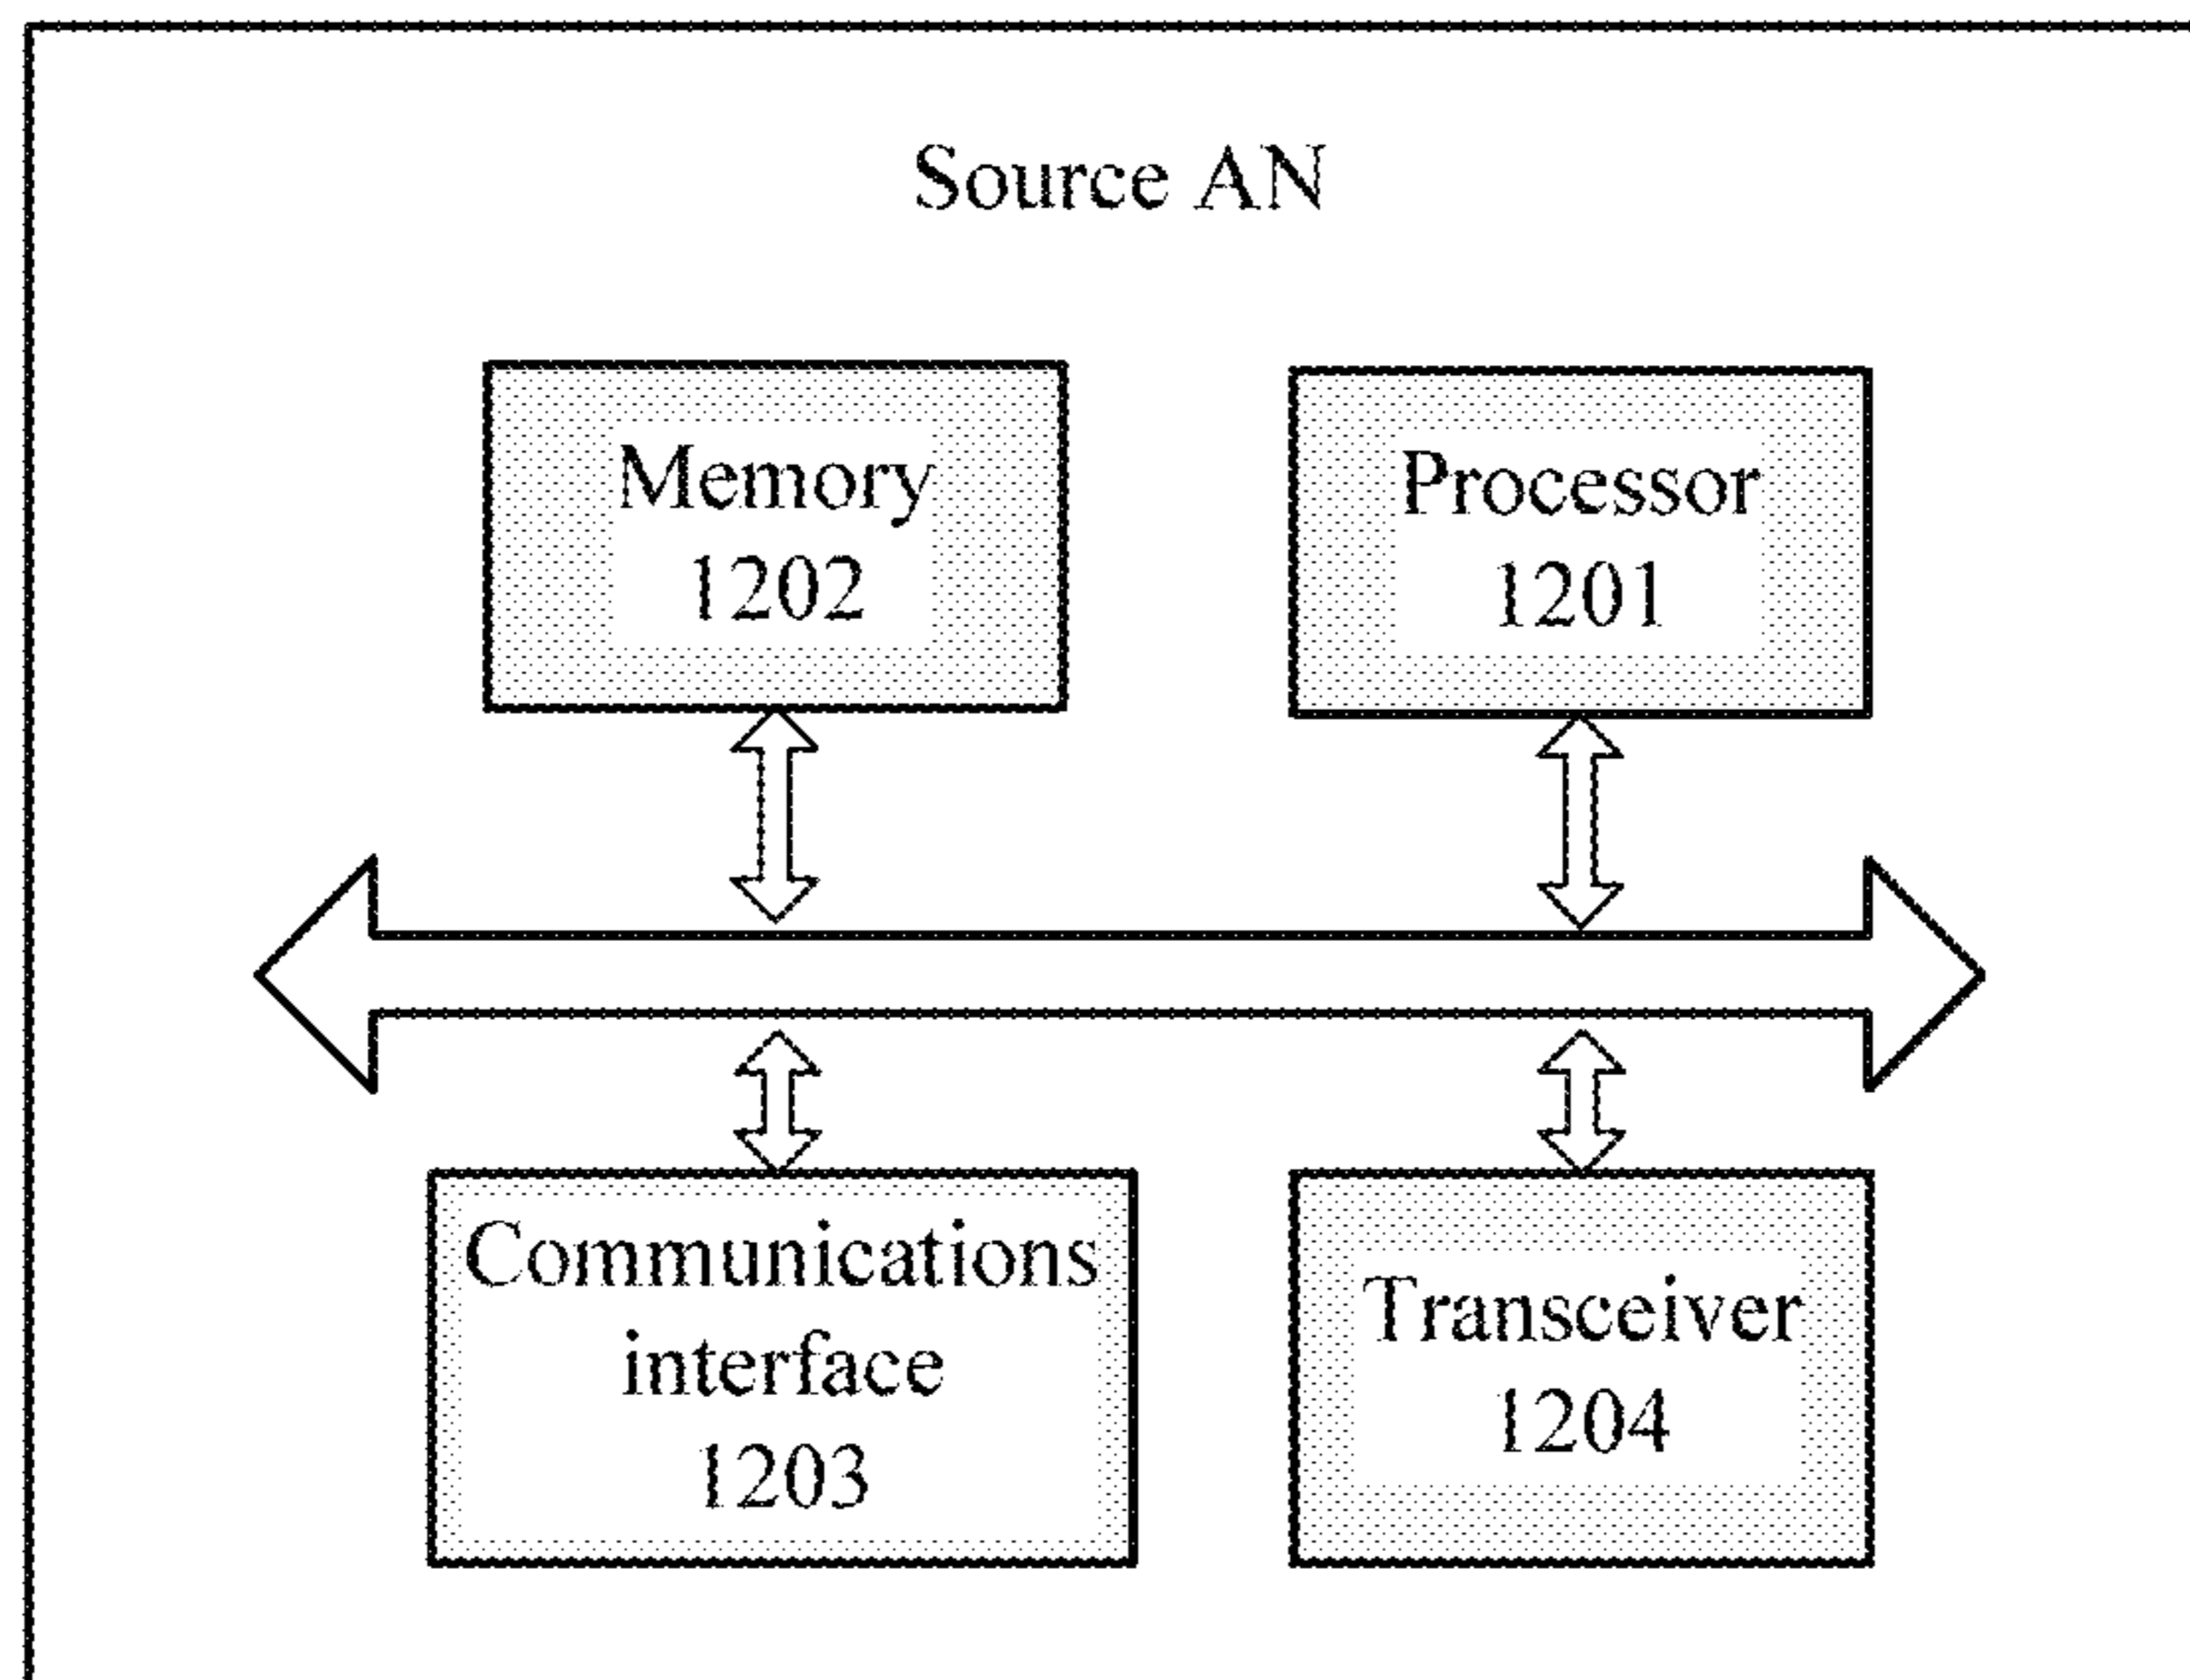 Source AN
Memory
1202
Processor
1201
Communications
interface
1203
Transceiver
1204